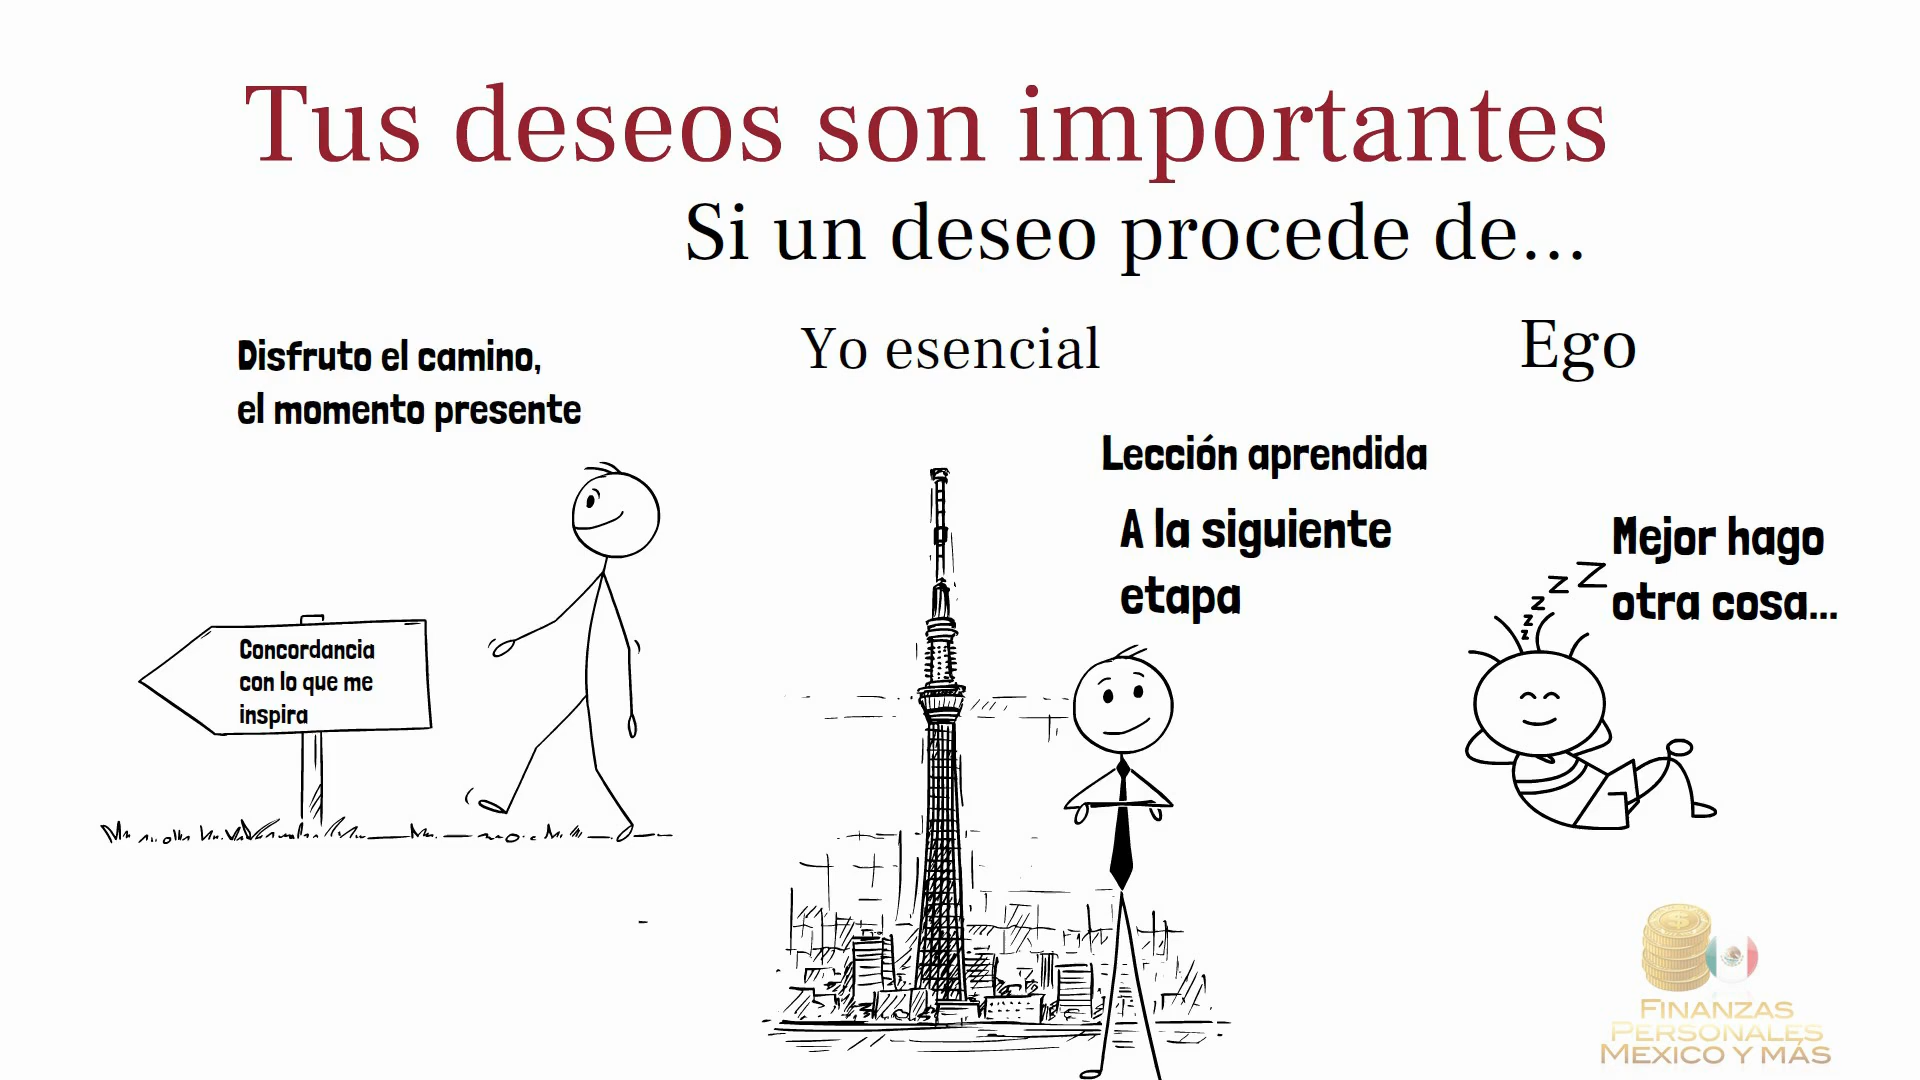 Tus deseos son importantes
Si un deseo procede de...
Yo esencial
Ego
Disfruto el camino,
el momento presente
Concordancia
con lo que me
inspira
Lección aprendida
A la siguiente
etapa
Mejor hago
otra cosa...
z z z z Z
FINANZAS
PERSONALES
MEXICO Y MÁS